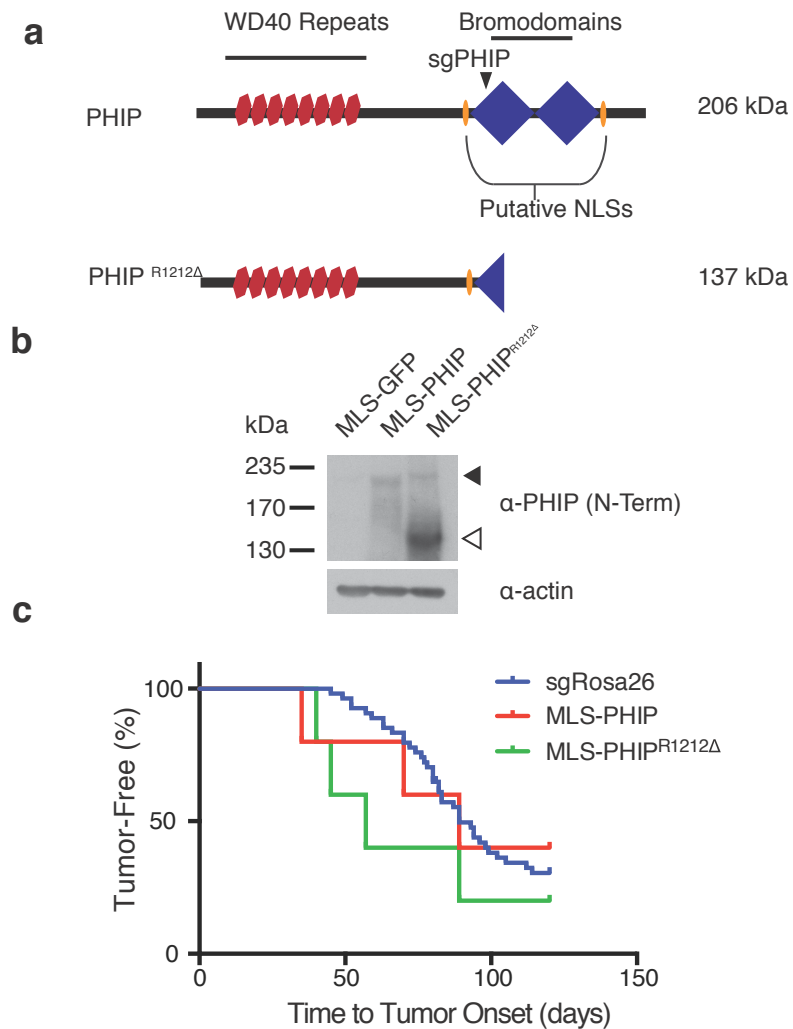 a
WD40 Repeats
Bromodomains
sgPHIP
PHIP
206 kDa
Putative NLSs
PHIP R1212Δ
137 kDa
b
MLS-GFP
MLS-PHIP
MLS-PHIPR1212Δ
kDa
235
170
130
α-PHIP (N-Term)
α-actin
c
Tumor-Free (%)
100
50
0
sgRosa26
MLS-PHIP
MLS-PHIPR1212Δ
0 50 100 150
Time to Tumor Onset (days)